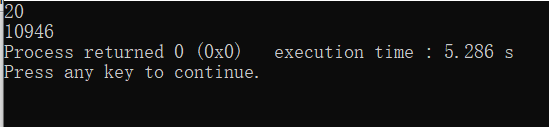 20
10946
Process returned 0 (0x0)   execution time : 5.286 s
Press any key to continue.